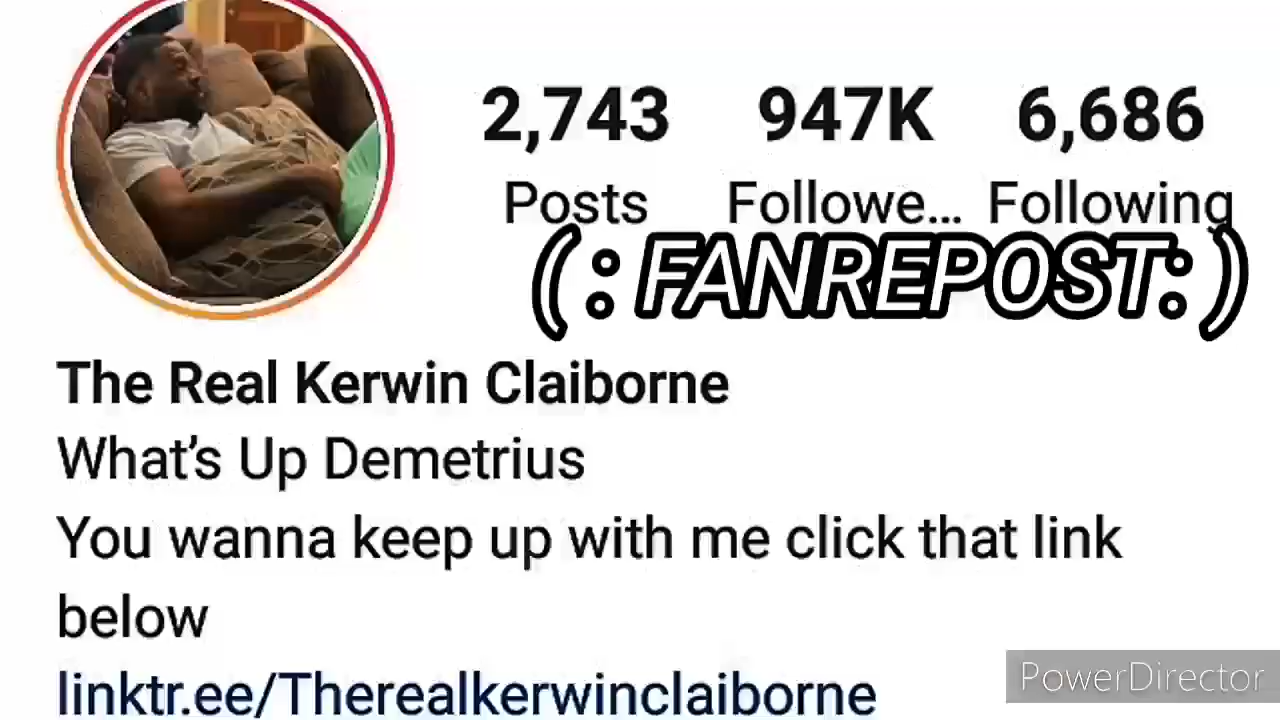 2,743 947K 6,686
Posts Followe... Following
(:FANREPOST:)
The Real Kerwin Claiborne
What's Up Demetrius
You wanna keep up with me click that link
below
linktr.ee/Therealkerwinclaiborne
PowerDirector